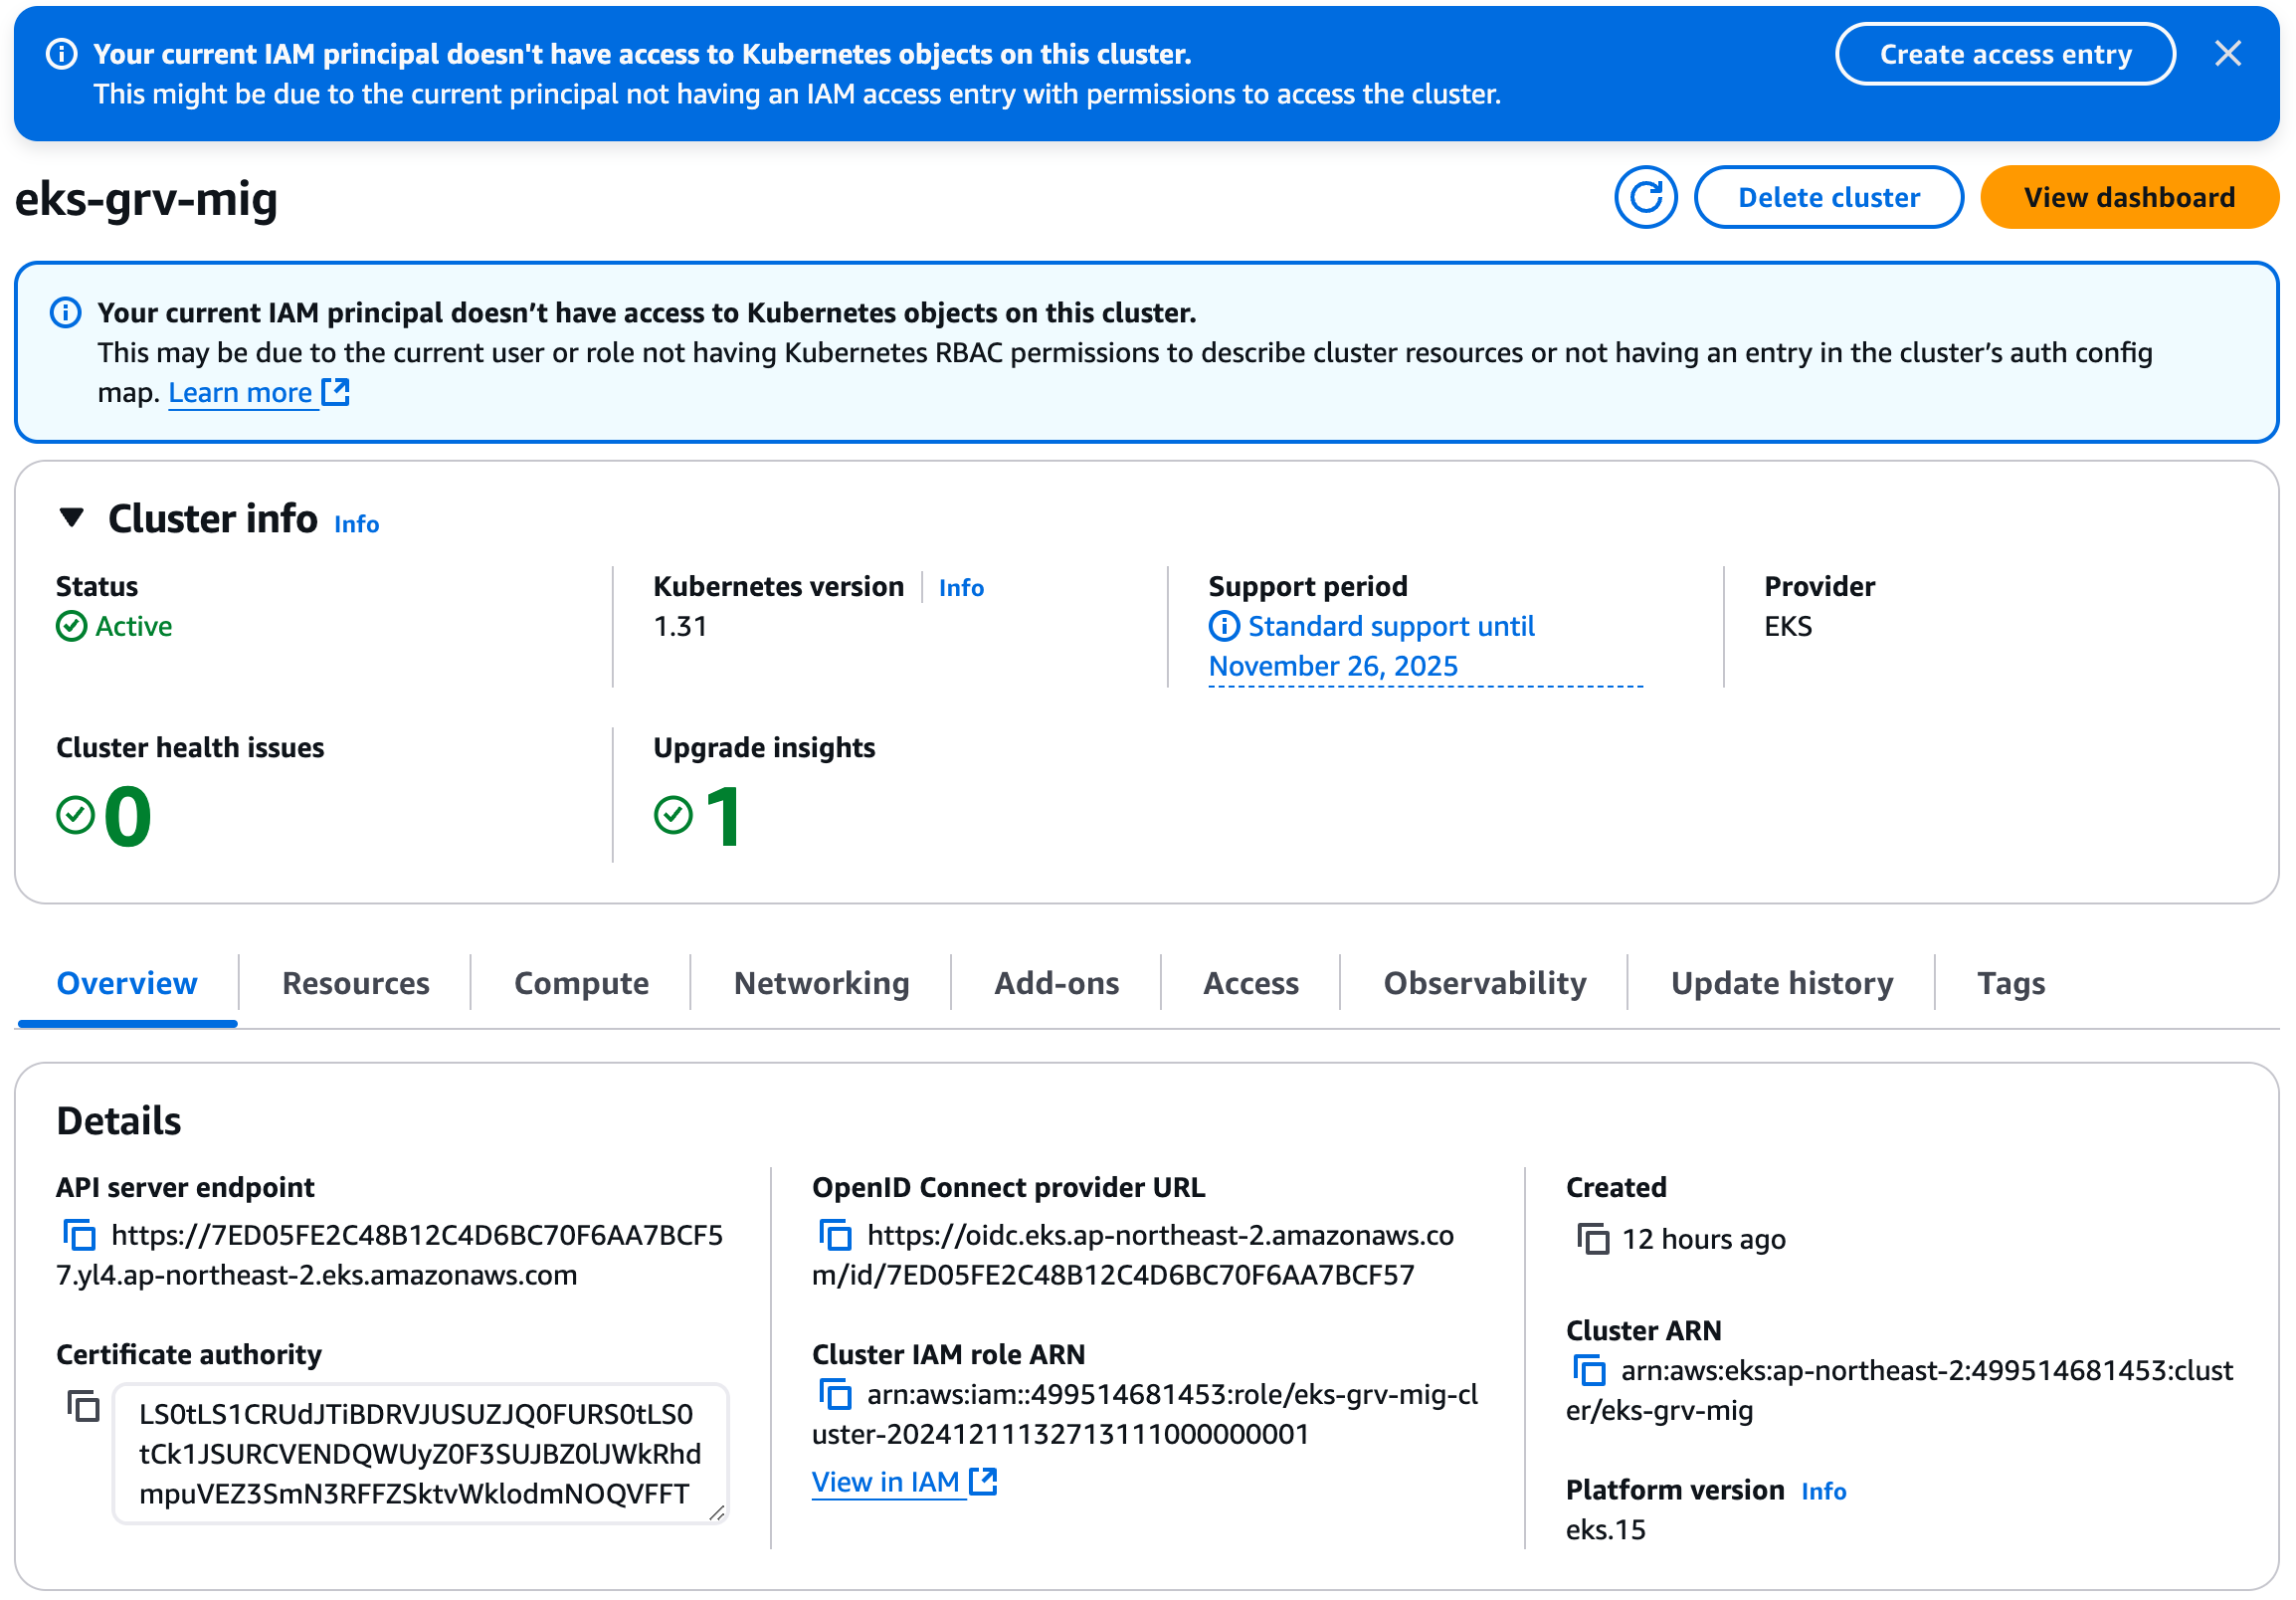 Your current IAM principal doesn't have access to Kubernetes objects on this cluster.
This might be due to the current principal not having an IAM access entry with permissions to access the cluster.
Create access entry
eks-grv-mig
Delete cluster
View dashboard
Your current IAM principal doesn’t have access to Kubernetes objects on this cluster.
This may be due to the current user or role not having Kubernetes RBAC permissions to describe cluster resources or not having an entry in the cluster’s auth config
map. Learn more
Cluster info Info
Status
Active
Kubernetes version Info
1.31
Support period
Standard support until
November 26, 2025
Provider
EKS
Cluster health issues
0
Upgrade insights
1
Overview
Resources
Compute
Networking
Add-ons
Access
Observability
Update history
Tags
Details
API server endpoint
https://7ED05FE2C48B12C4D6BC70F6AA7BCF5
7.yl4.ap-northeast-2.eks.amazonaws.com
Certificate authority
LS0tLS1CRUdJTiBDRVJUSUZJQ0FURS0tLS0
tCk1JSURCVENDQWUyZ0F3SUJBZ0lJWkRhd
mpuVEZ3SmN3RFFZSktvWklodmNOQVFFT
OpenID Connect provider URL
https://oidc.eks.ap-northeast-2.amazonaws.co
m/id/7ED05FE2C48B12C4D6BC70F6AA7BCF57
Cluster IAM role ARN
arn:aws:iam::499514681453:role/eks-grv-mig-cl
uster-20241211132713111000000001
View in IAM
Created
12 hours ago
Cluster ARN
arn:aws:eks:ap-northeast-2:499514681453:clust
er/eks-grv-mig
Platform version Info
eks.15